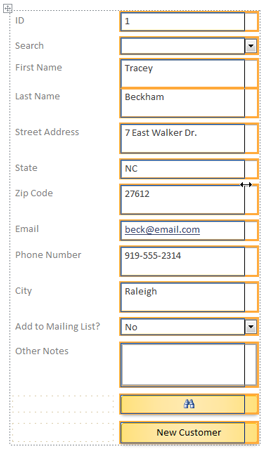 ID 1
Search
First Name Tracey
Last Name Beckham
Street Address 7 East Walker Dr.
State NC
Zip Code 27612
Email beck@email.com
Phone Number 919-555-2314
City Raleigh
Add to Mailing List? No
Other Notes
New Customer